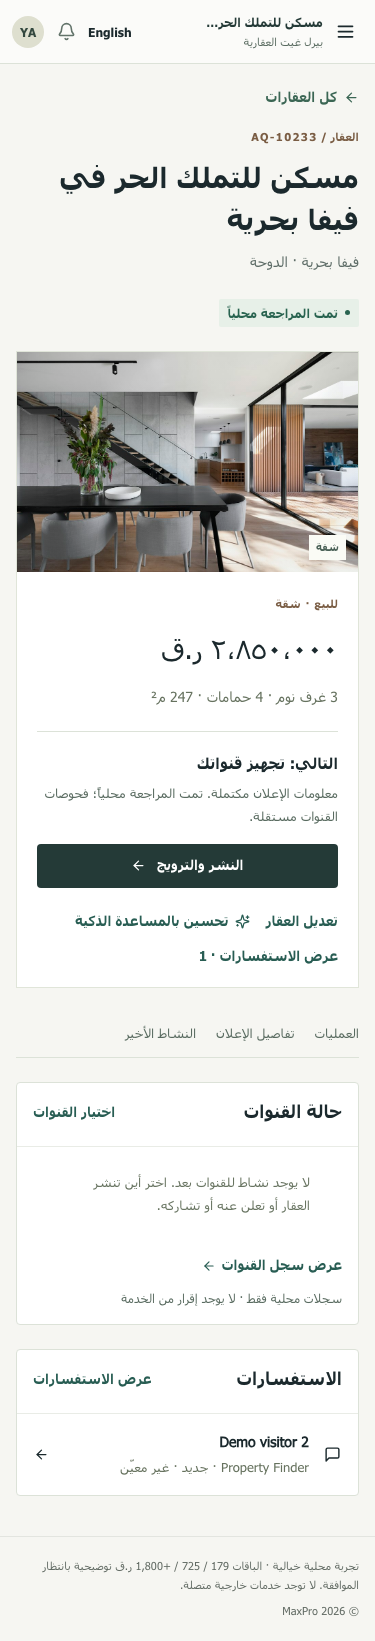 مسكن للتملك الحر...
بيرل غيت العقارية
English
YA
← كل العقارات
العقار / AQ-10233
مسكن للتملك الحر في
فيفا بحرية
فيفا بحرية · الدوحة
• تمت المراجعة محلياً
شقة
للبيع · شقة
٢،٨٥٠،٠٠٠ ر.ق
3 غرف نوم · 4 حمامات · 247 م²
التالي: تجهيز قنواتك
معلومات الإعلان مكتملة. تمت المراجعة محلياً؛ فحوصات
القنوات مستقلة.
النشر والترويج ←
تعديل العقار
تحسين بالمساعدة الذكية
عرض الاستفسارات · 1
العمليات
تفاصيل الإعلان
النشاط الأخير
حالة القنوات
اختيار القنوات
لا يوجد نشاط للقنوات بعد. اختر أين تنشر
العقار أو تعلن عنه أو تشاركه.
عرض سجل القنوات ←
سجلات محلية فقط · لا يوجد إقرار من الخدمة
الاستفسارات
عرض الاستفسارات
Demo visitor 2
Property Finder · جديد · غير معيّن
تجربة محلية خيالية · الباقات 179 / 725 / +1,800 ر.ق توضيحية بانتظار
الموافقة. لا توجد خدمات خارجية متصلة.
© 2026 MaxPro